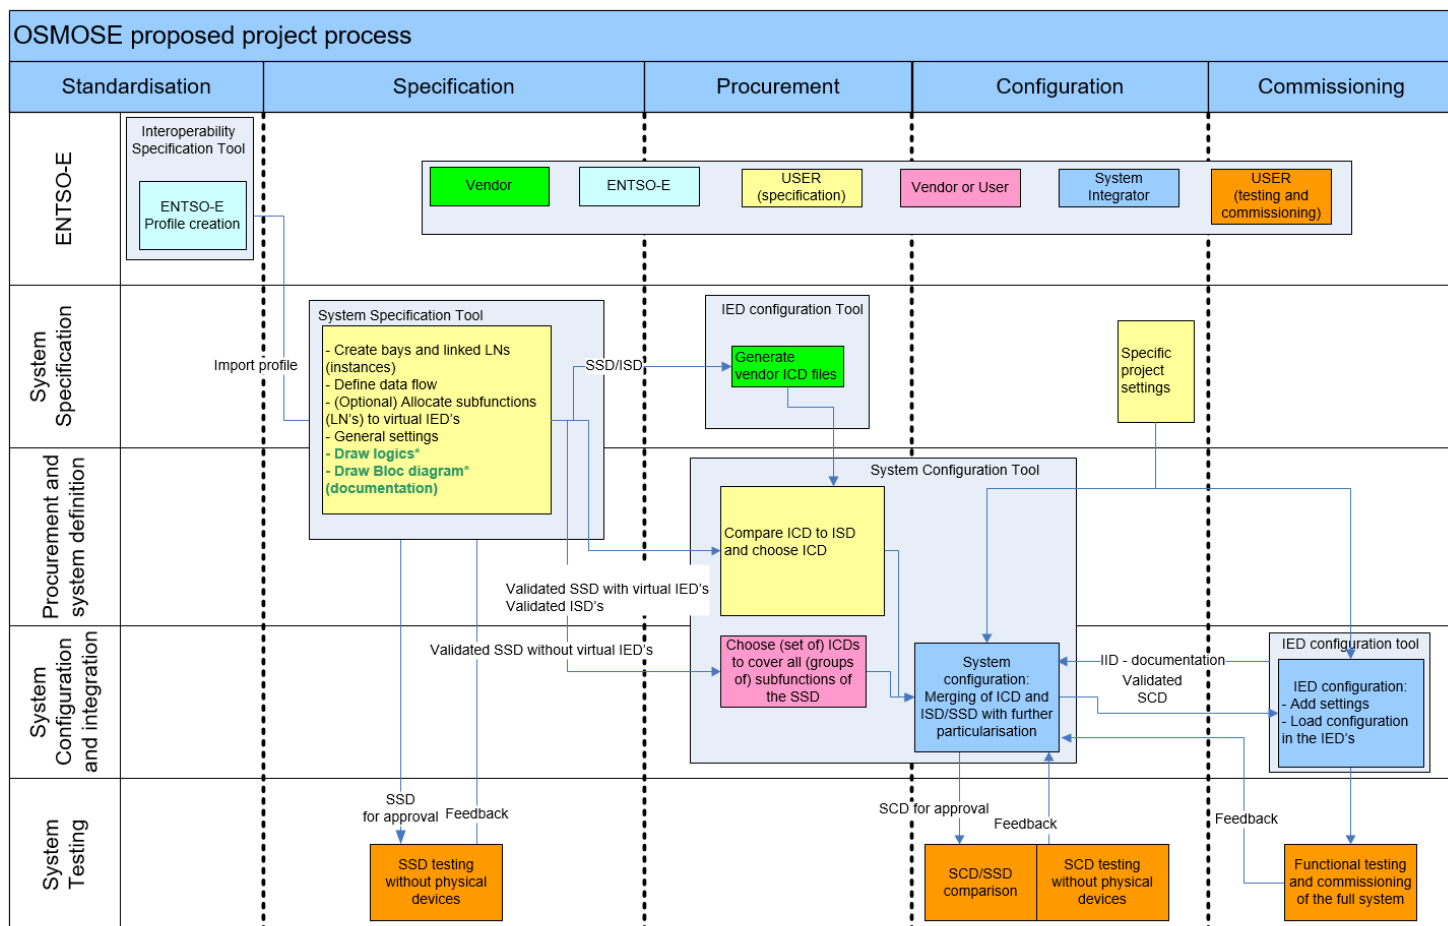 OSMOSE proposed project process
Standardisation
Specification
Procurement
Configuration
Commissioning
ENTSO-E
Interoperability
Specification Tool
ENTSO-E
Profile creation
Vendor
ENTSO-E
USER
(specification)
Vendor or User
System
Integrator
USER
(testing and
commissioning)
System
Specification
Import profile
System Specification Tool
- Create bays and linked LNs
(instances)
- Define data flow
- (Optional) Allocate subfunctions
(LN's) to virtual IED's
- General settings
- Draw logics*
- Draw Bloc diagram*
(documentation)
SSD/ISD
IED configuration Tool
Generate
vendor ICD files
Specific
project
settings
Procurement and
system definition
System Configuration Tool
Compare ICD to ISD
and choose ICD
Validated SSD with virtual IED's
Validated ISD's
System
Configuration
and integration
Validated SSD without virtual IED's
Choose (set of) ICDs
to cover all (groups
of) subfunctions of
the SSD
System
configuration:
Merging of ICD and
ISD/SSD with further
particularisation
IID - documentation
Validated
SCD
IED configuration tool
IED configuration:
- Add settings
- Load configuration
in the IED's
System
Testing
SSD
for approval
Feedback
SSD testing
without physical
devices
SCD for approval
Feedback
SCD/SSD
comparison
SCD testing
without physical
devices
Feedback
Functional testing
and commissioning
of the full system